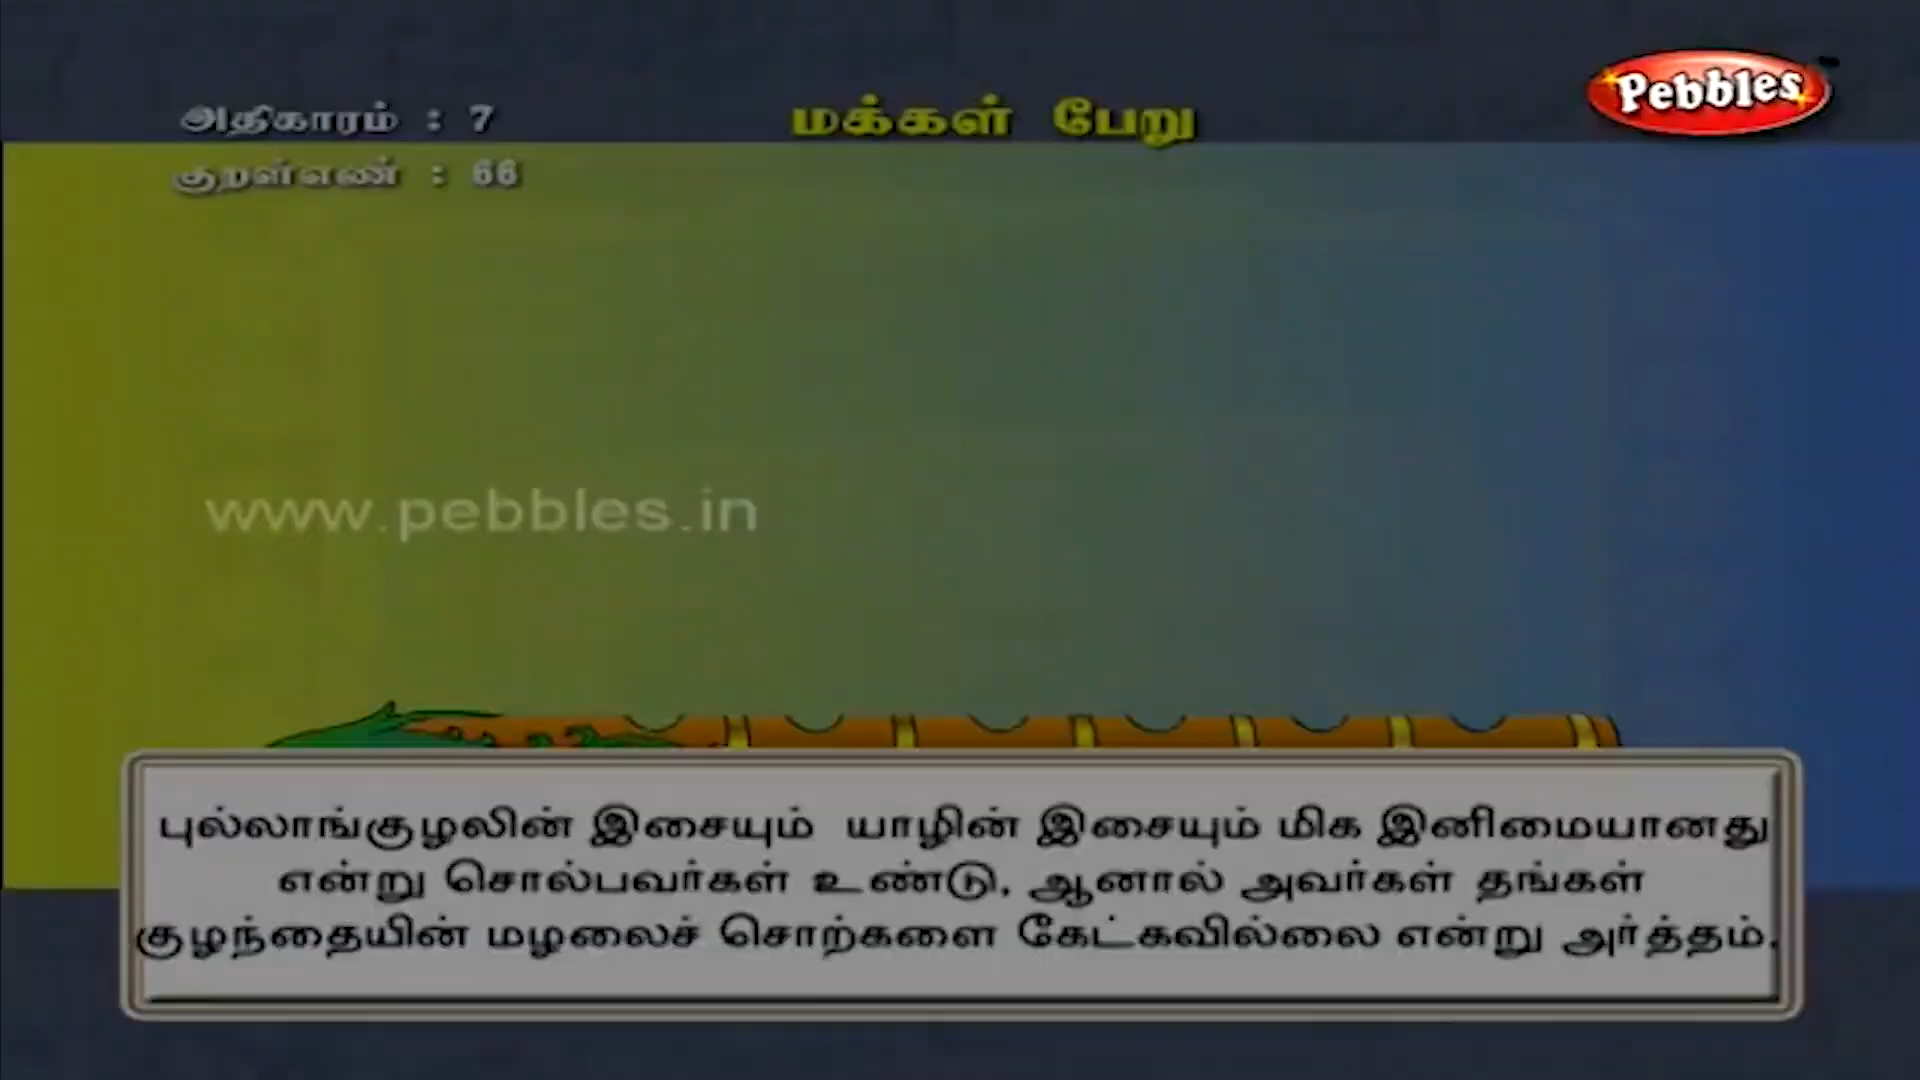 அதிகாரம் : 7
மக்கள் பேறு
Pebbles
குறள்எண் : 66
www.pebbles.in
புல்லாங்குழலின் இசையும் யாழின் இசையும் மிக இனிமையானது
என்று சொல்பவர்கள் உண்டு. ஆனால் அவர்கள் தங்கள்
குழந்தையின் மழலைச் சொற்களை கேட்கவில்லை என்று அர்த்தம்.